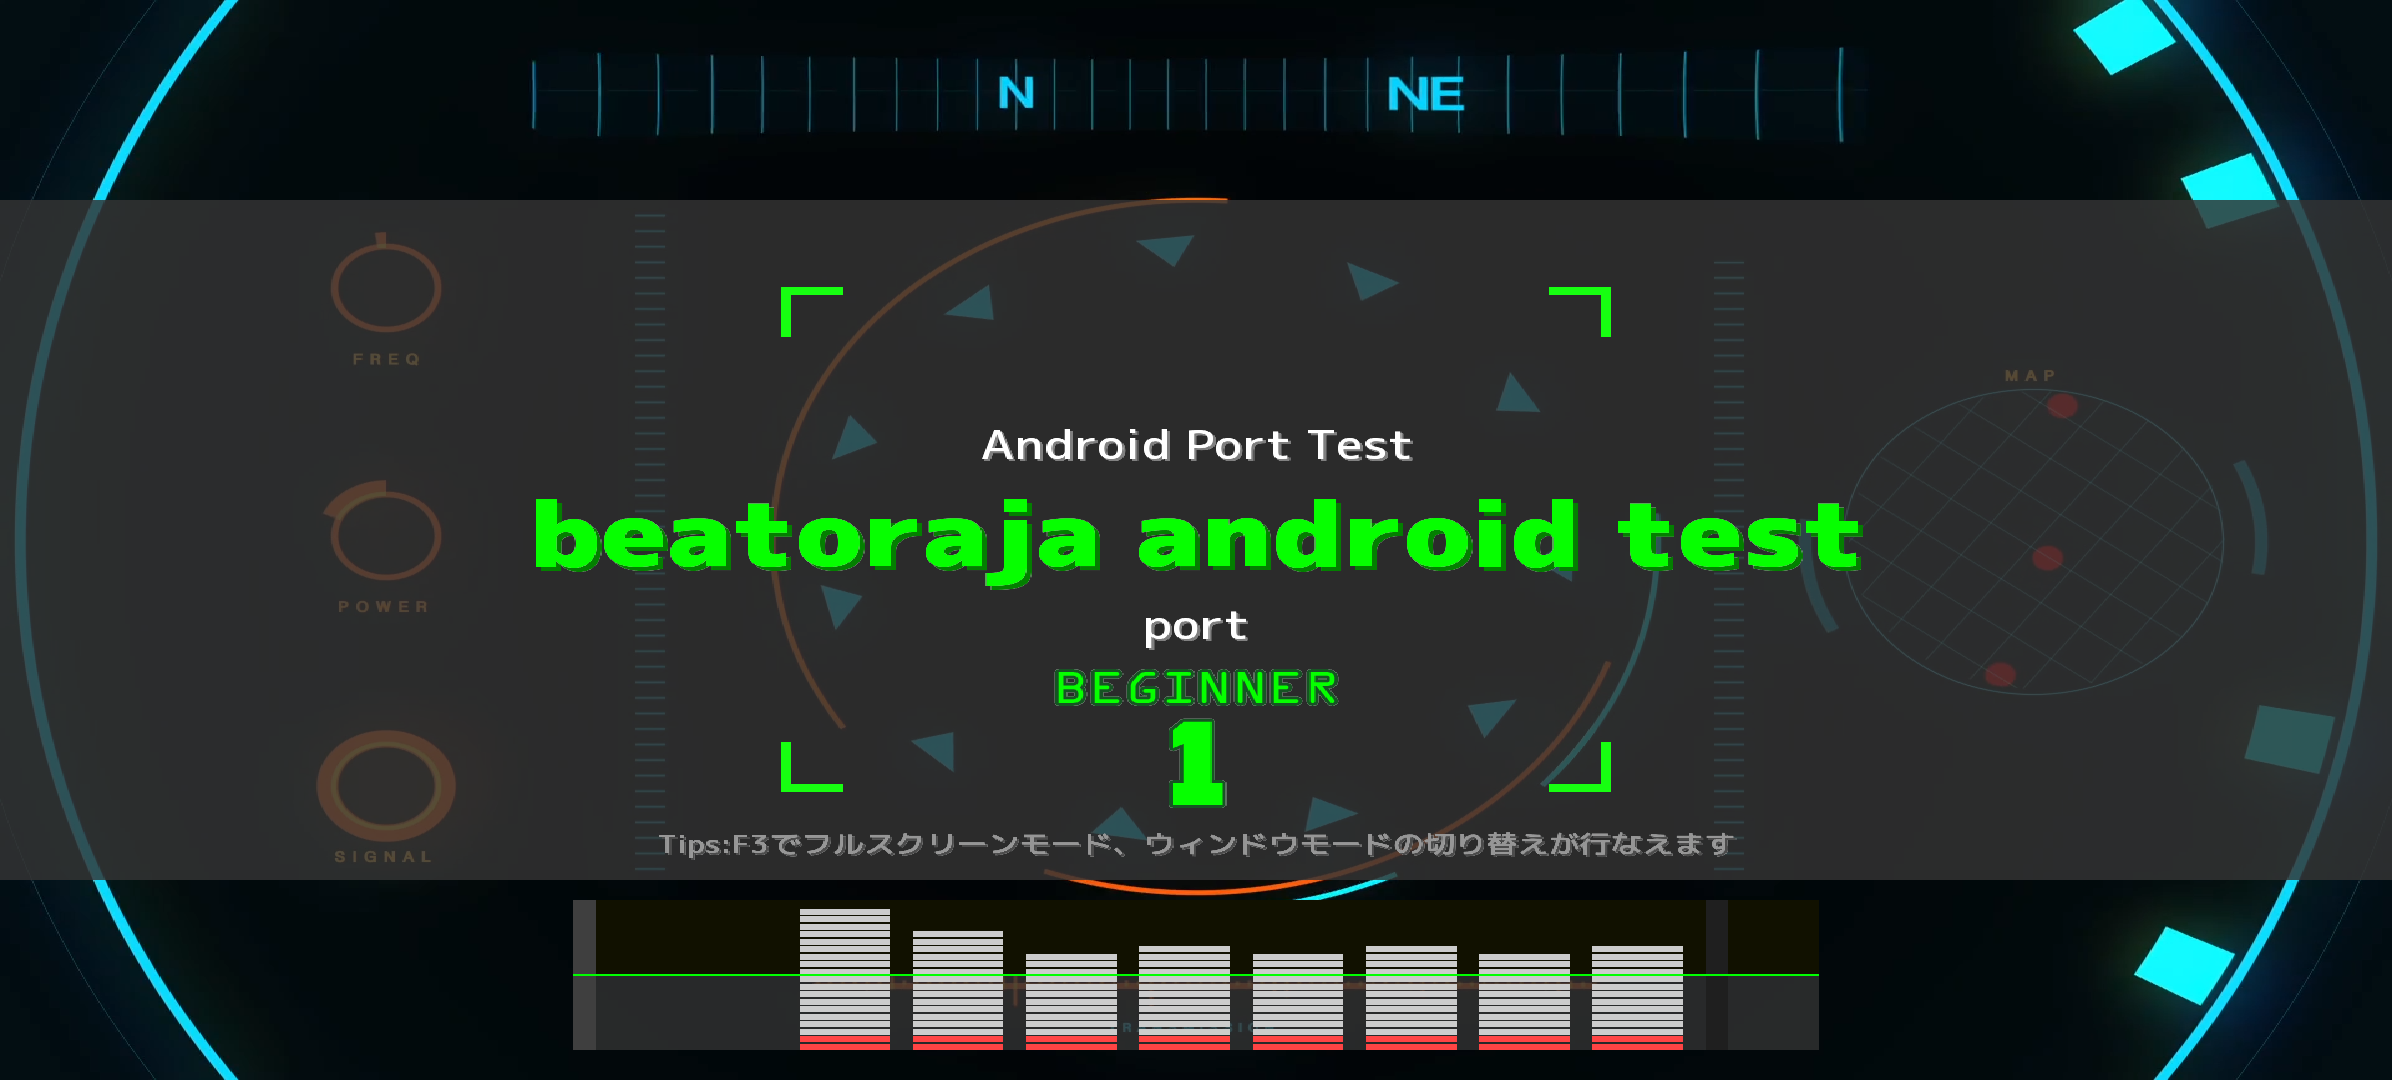 N NE
FREQ
MAP
Android Port Test
beatoraja android test
POWER
port
BEGINNER
1
Tips:F3でフルスクリーンモード、ウィンドウモードの切り替えが行なえます
SIGNAL